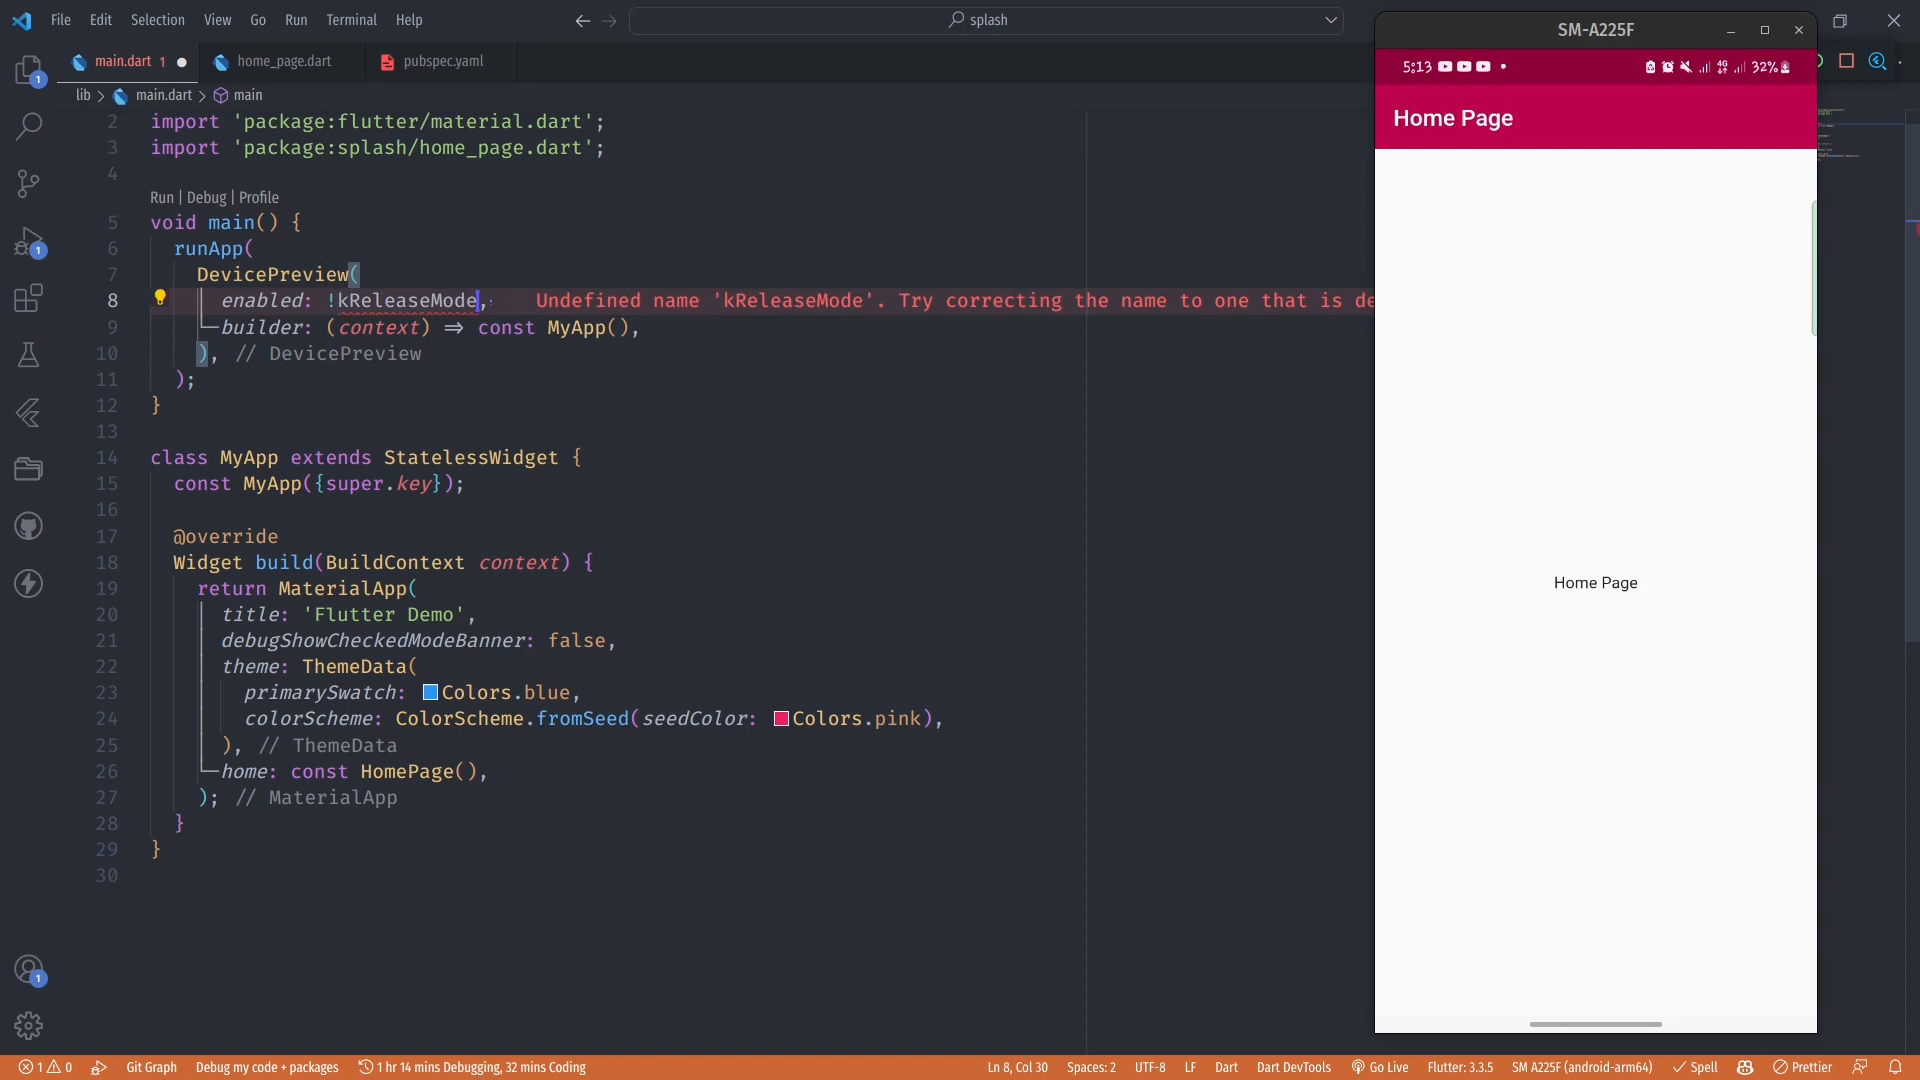 File Edit Selection View Go Run Terminal Help
splash
main.dart 1
home_page.dart
pubspec.yaml
lib > main.dart > main
2 import 'package:flutter/material.dart';
3 import 'package:splash/home_page.dart';
4
Run | Debug | Profile
5 void main() {
6 runApp(
7 DevicePreview(
8 enabled: !kReleaseMode, Undefined name 'kReleaseMode'. Try correcting the name to one that is de
9 builder: (context) => const MyApp(),
10 ), // DevicePreview
11 );
12 }
13
14 class MyApp extends StatelessWidget {
15 const MyApp({super.key});
16
17 @override
18 Widget build(BuildContext context) {
19 return MaterialApp(
20 title: 'Flutter Demo',
21 debugShowCheckedModeBanner: false,
22 theme: ThemeData(
23 primarySwatch: Colors.blue,
24 colorScheme: ColorScheme.fromSeed(seedColor: Colors.pink),
25 ), // ThemeData
26 home: const HomePage(),
27 ); // MaterialApp
28 }
29 }
30
1
1
1
SM-A225F
5:13 4G 32%
Home Page
Home Page
1 0 Git Graph Debug my code + packages 1 hr 14 mins Debugging, 32 mins Coding Ln 8, Col 30 Spaces: 2 UTF-8 LF Dart Dart DevTools Go Live Flutter: 3.3.5 SM A225F (android-arm64) Spell Prettier